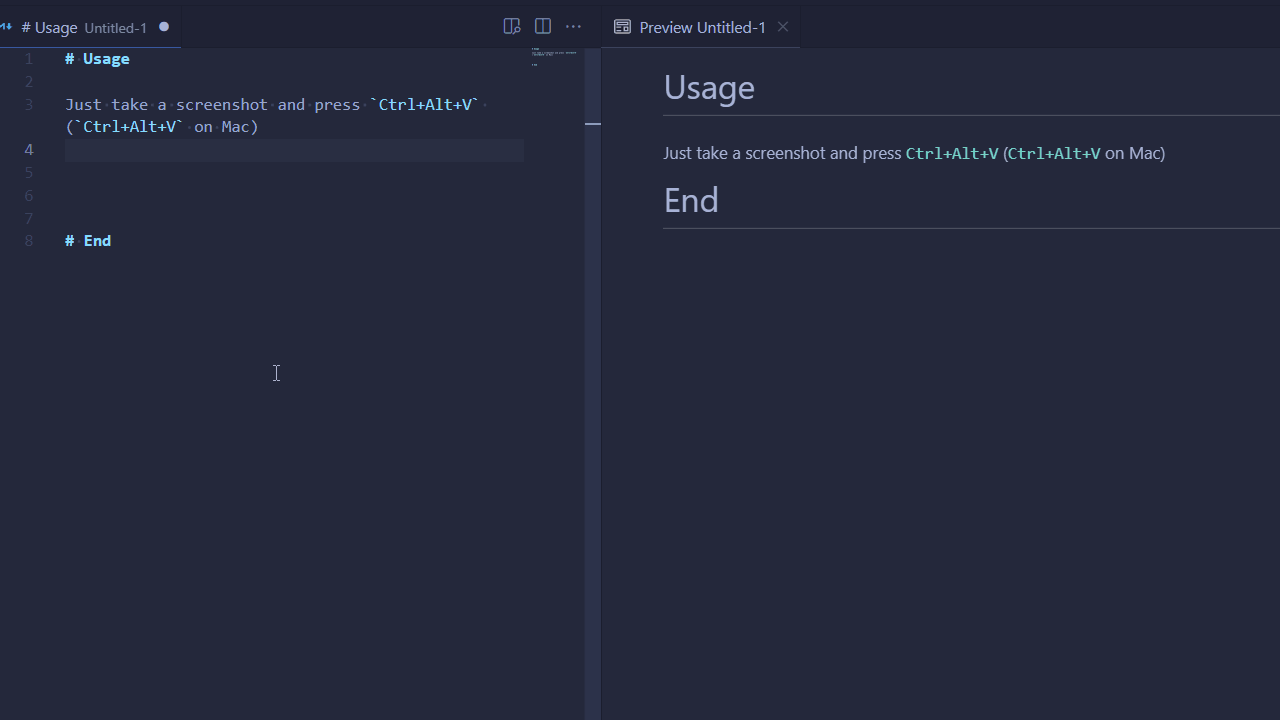 # Usage Untitled-1
Preview Untitled-1
1 # Usage
2
3 Just take a screenshot and press `Ctrl+Alt+V`
(`Ctrl+Alt+V` on Mac)
4
5
6
7
8 # End
Usage
Just take a screenshot and press Ctrl+Alt+V (Ctrl+Alt+V on Mac)
End